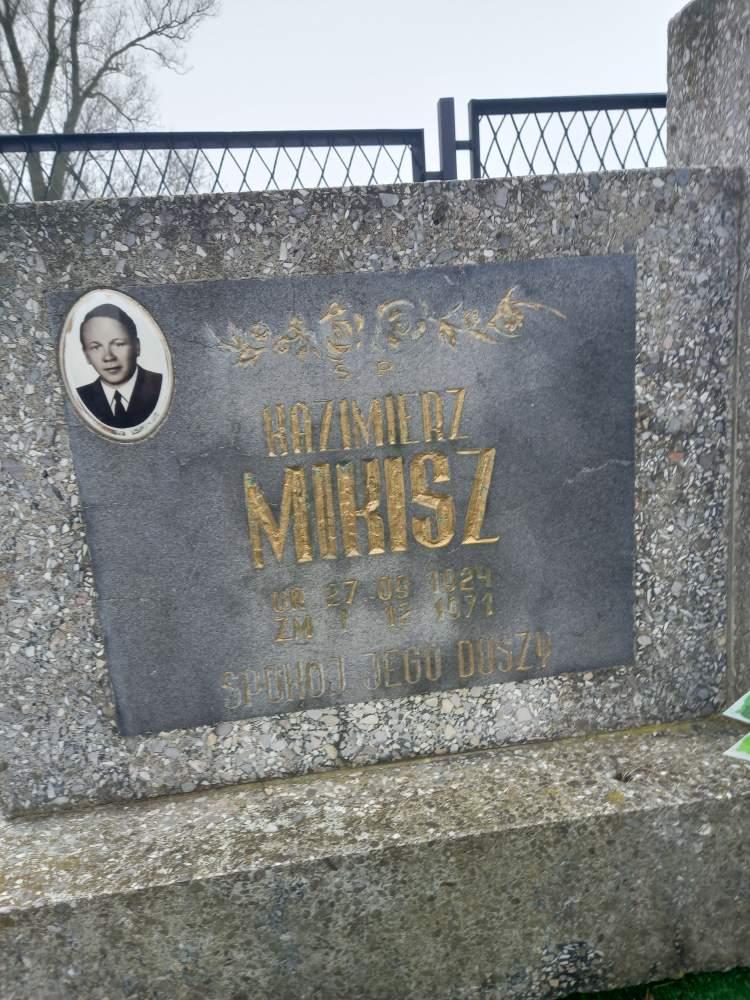 Ś P
KAZIMIERZ
MIKISZ
UR 27 09 1924
ZM 1 12 1971
SPOKÓJ JEGO DUSZY